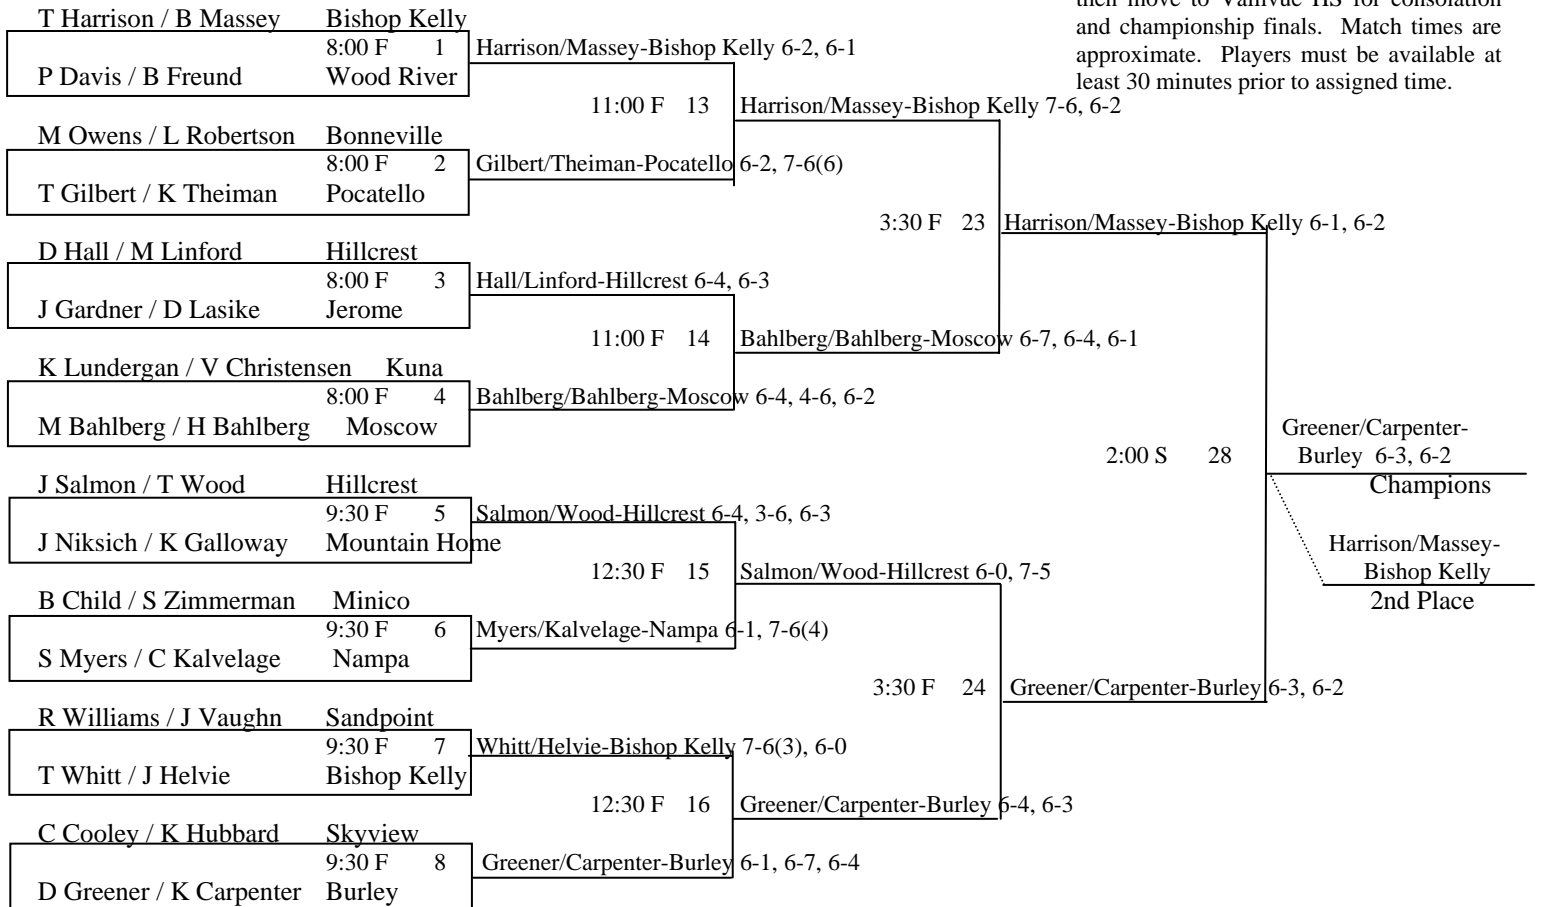 then move to Vallivue HS for consolation
and championship finals. Match times are
approximate. Players must be available at
least 30 minutes prior to assigned time.
T Harrison / B Massey Bishop Kelly
8:00 F 1 Harrison/Massey-Bishop Kelly 6-2, 6-1
P Davis / B Freund Wood River
11:00 F 13 Harrison/Massey-Bishop Kelly 7-6, 6-2
M Owens / L Robertson Bonneville
8:00 F 2 Gilbert/Theiman-Pocatello 6-2, 7-6(6)
T Gilbert / K Theiman Pocatello
3:30 F 23 Harrison/Massey-Bishop Kelly 6-1, 6-2
D Hall / M Linford Hillcrest
8:00 F 3 Hall/Linford-Hillcrest 6-4, 6-3
J Gardner / D Lasike Jerome
11:00 F 14 Bahlberg/Bahlberg-Moscow 6-7, 6-4, 6-1
K Lundergan / V Christensen Kuna
8:00 F 4 Bahlberg/Bahlberg-Moscow 6-4, 4-6, 6-2
M Bahlberg / H Bahlberg Moscow
Greener/Carpenter-
2:00 S 28 Burley 6-3, 6-2
Champions
J Salmon / T Wood Hillcrest
9:30 F 5 Salmon/Wood-Hillcrest 6-4, 3-6, 6-3
J Niksich / K Galloway Mountain Home
Harrison/Massey-
12:30 F 15 Salmon/Wood-Hillcrest 6-0, 7-5
Bishop Kelly
2nd Place
B Child / S Zimmerman Minico
9:30 F 6 Myers/Kalvelage-Nampa 6-1, 7-6(4)
S Myers / C Kalvelage Nampa
3:30 F 24 Greener/Carpenter-Burley 6-3, 6-2
R Williams / J Vaughn Sandpoint
9:30 F 7 Whitt/Helvie-Bishop Kelly 7-6(3), 6-0
T Whitt / J Helvie Bishop Kelly
12:30 F 16 Greener/Carpenter-Burley 6-4, 6-3
C Cooley / K Hubbard Skyview
9:30 F 8 Greener/Carpenter-Burley 6-1, 6-7, 6-4
D Greener / K Carpenter Burley